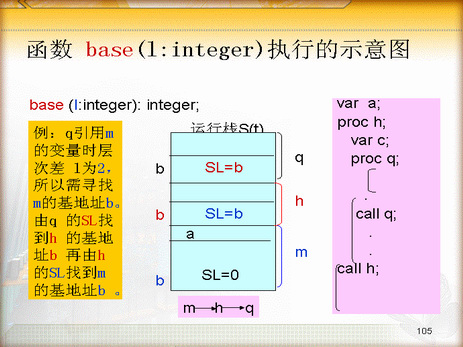 函数 base(l:integer)执行的示意图
base (l:integer): integer;
例：q引用m
的变量时层
次差 l为2，
所以需寻找
m的基地址b。
由q 的SL找
到h 的基地
址b 再由h
的SL找到m
的基地址b 。
运行栈S(t)
b
SL=b
q
b
SL=b
h
a
m
b
SL=0
m h q
var a;
proc h;
var c;
proc q;
.
call q;
.
.
call h;
105